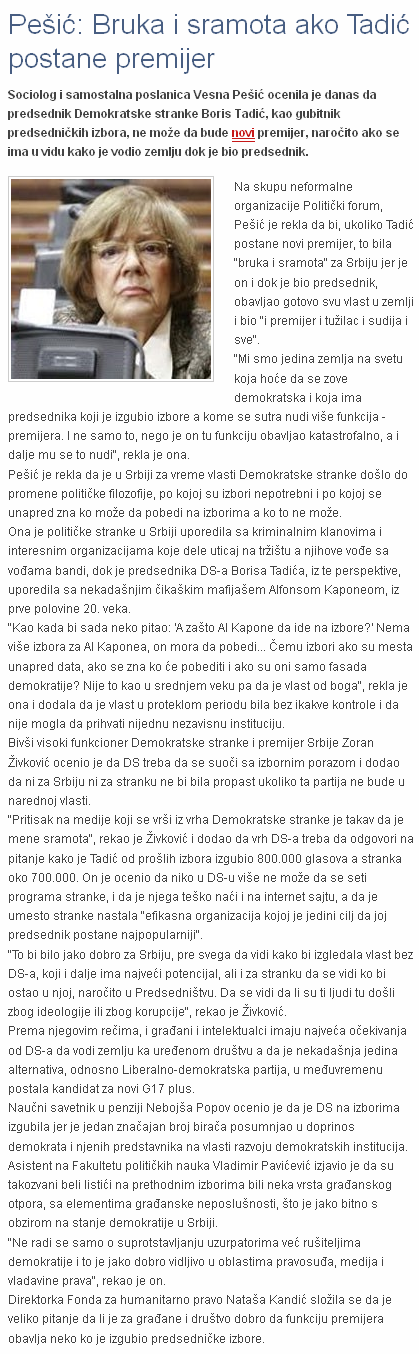 Pešić: Bruka i sramota ako Tadić
postane premijer
Sociolog i samostalna poslanica Vesna Pešić ocenila je danas da
predsednik Demokratske stranke Boris Tadić, kao gubitnik
predsedničkih izbora, ne može da bude novi premijer, naročito ako se
ima u vidu kako je vodio zemlju dok je bio predsednik.
Na skupu neformalne
organizacije Politički forum,
Pešić je rekla da bi, ukoliko Tadić
postane novi premijer, to bila
"bruka i sramota" za Srbiju jer je
on i dok je bio predsednik,
obavljao gotovo svu vlast u zemlji
i bio "i premijer i tužilac i sudija i
sve".
"Mi smo jedina zemlja na svetu
koja hoće da se zove
demokratska i koja ima
predsednika koji je izgubio izbore a kome se sutra nudi više funkcija -
premijera. I ne samo to, nego je on tu funkciju obavljao katastrofalno, a i
dalje mu se to nudi", rekla je ona.
Pešić je rekla da je u Srbiji za vreme vlasti Demokratske stranke došlo do
promene političke filozofije, po kojoj su izbori nepotrebni i po kojoj se
unapred zna ko može da pobedi na izborima a ko to ne može.
Ona je političke stranke u Srbiji uporedila sa kriminalnim klanovima i
interesnim organizacijama koje dele uticaj na tržištu a njihove vođe sa
vođama bandi, dok je predsednika DS-a Borisa Tadića, iz te perspektive,
uporedila sa nekadašnjim čikaškim mafijašem Alfonsom Kaponeom, iz
prve polovine 20. veka.
"Kao kada bi sada neko pitao: 'A zašto Al Kapone da ide na izbore?' Nema
više izbora za Al Kaponea, on mora da pobedi... Čemu izbori ako su mesta
unapred data, ako se zna ko će pobediti i ako su oni samo fasada
demokratije? Nije to kao u srednjem veku pa da je vlast od boga", rekla je
ona i dodala da je vlast u proteklom periodu bila bez ikakve kontrole i da
nije mogla da prihvati nijednu nezavisnu instituciju.
Bivši visoki funkcioner Demokratske stranke i premijer Srbije Zoran
Živković ocenio je da DS treba da se suoči sa izbornim porazom i dodao
da ni za Srbiju ni za stranku ne bi bila propast ukoliko ta partija ne bude u
narednoj vlasti.
"Pritisak na medije koji se vrši iz vrha Demokratske stranke je takav da je
mene sramota", rekao je Živković i dodao da vrh DS-a treba da odgovori na
pitanje kako je Tadić od prošlih izbora izgubio 800.000 glasova a stranka
oko 700.000. On je ocenio da niko u DS-u više ne može da se seti
programa stranke, i da je njega teško naći i na internet sajtu, a da je
umesto stranke nastala "efikasna organizacija kojoj je jedini cilj da joj
predsednik postane najpopularniji".
"To bi bilo jako dobro za Srbiju, pre svega da vidi kako bi izgledala vlast bez
DS-a, koji i dalje ima najveći potencijal, ali i za stranku da se vidi ko bi
ostao u njoj, naročito u Predsedništvu. Da se vidi da li su ti ljudi tu došli
zbog ideologije ili zbog korupcije", rekao je Živković.
Prema njegovim rečima, i građani i intelektualci imaju najveća očekivanja
od DS-a da vodi zemlju ka uređenom društvu a da je nekadašnja jedina
alternativa, odnosno Liberalno-demokratska partija, u međuvremenu
postala kandidat za novi G17 plus.
Naučni savetnik u penziji Nebojša Popov ocenio je da je DS na izborima
izgubila jer je jedan značajan broj birača posumnjao u doprinos
demokrata i njenih predstavnika na vlasti razvoju demokratskih institucija.
Asistent na Fakultetu političkih nauka Vladimir Pavićević izjavio je da su
takozvani beli listići na prethodnim izborima bili neka vrsta građanskog
otpora, sa elementima građanske neposlušnosti, što je jako bitno s
obzirom na stanje demokratije u Srbiji.
"Ne radi se samo o suprotstavljanju uzurpatorima već rušiteljima
demokratije i to je jako dobro vidljivo u oblastima pravosuđa, medija i
vladavine prava", rekao je on.
Direktorka Fonda za humanitarno pravo Nataša Kandić složila se da je
veliko pitanje da li je za građane i društvo dobro da funkciju premijera
obavlja neko ko je izgubio predsedničke izbore.